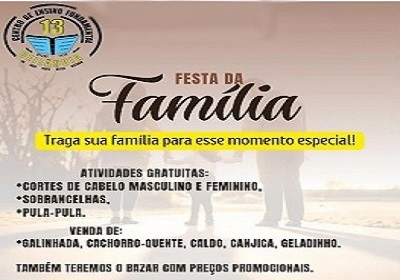 CENTRO DE ENSINO FUNDAMENTAL
13
FESTA DA
Família
Traga sua família para esse momento especial!
ATIVIDADES GRATUITAS:
*CORTES DE CABELO MASCULINO E FEMININO.
*SOBRANCELHAS.
*PULA-PULA.
VENDA DE:
*GALINHADA, CACHORRO-QUENTE, CALDO, CANJICA, GELADINHO.
TAMBÉM TEREMOS O BAZAR COM PREÇOS PROMOCIONAIS.